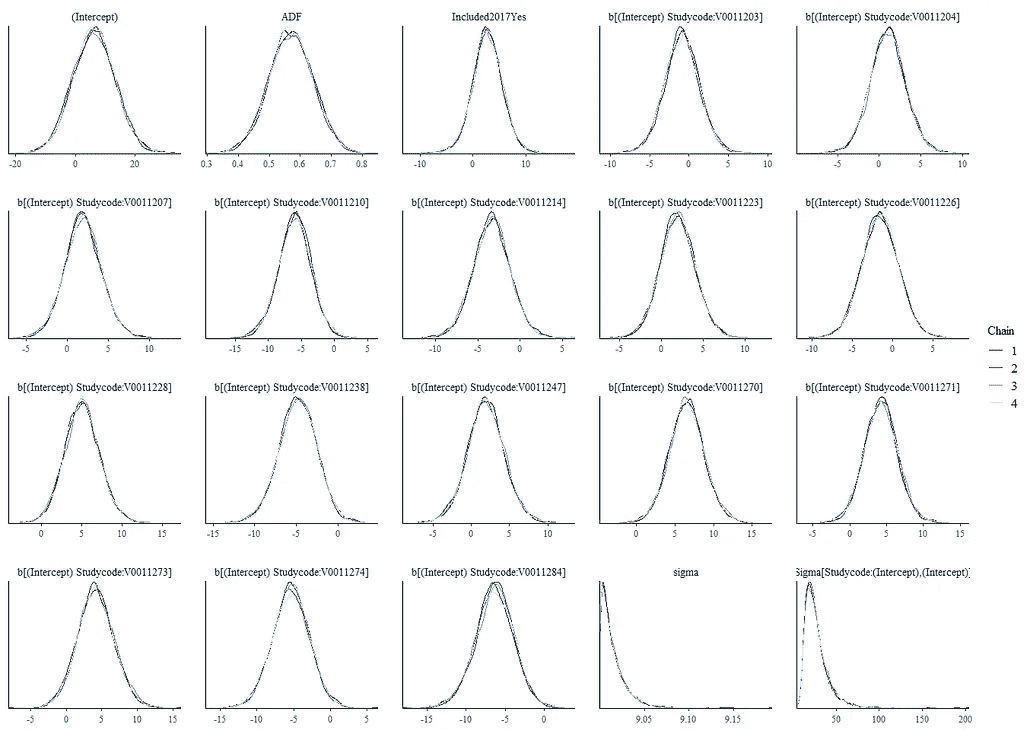 (Intercept) ADF Included2017Yes b[(Intercept) Studycode:V0011203] b[(Intercept) Studycode:V0011204]
-20 0 20 0.3 0.4 0.5 0.6 0.7 0.8 -10 0 10 -10 -5 0 5 10 -5 0 5 10
b[(Intercept) Studycode:V0011207] b[(Intercept) Studycode:V0011210] b[(Intercept) Studycode:V0011214] b[(Intercept) Studycode:V0011223] b[(Intercept) Studycode:V0011226]
-5 0 5 10 -15 -10 -5 0 5 -10 -5 0 5 -5 0 5 10 -10 -5 0 5
b[(Intercept) Studycode:V0011228] b[(Intercept) Studycode:V0011238] b[(Intercept) Studycode:V0011247] b[(Intercept) Studycode:V0011270] b[(Intercept) Studycode:V0011271]
0 5 10 15 -15 -10 -5 0 -5 0 5 10 0 5 10 15 -5 0 5 10 15
b[(Intercept) Studycode:V0011273] b[(Intercept) Studycode:V0011274] b[(Intercept) Studycode:V0011284] sigma Sigma[Studycode:(Intercept),(Intercept)]
-5 0 5 10 15 -15 -10 -5 0 5 -15 -10 -5 0 9.05 9.10 9.15 50 100 150 200
Chain
1
2
3
4